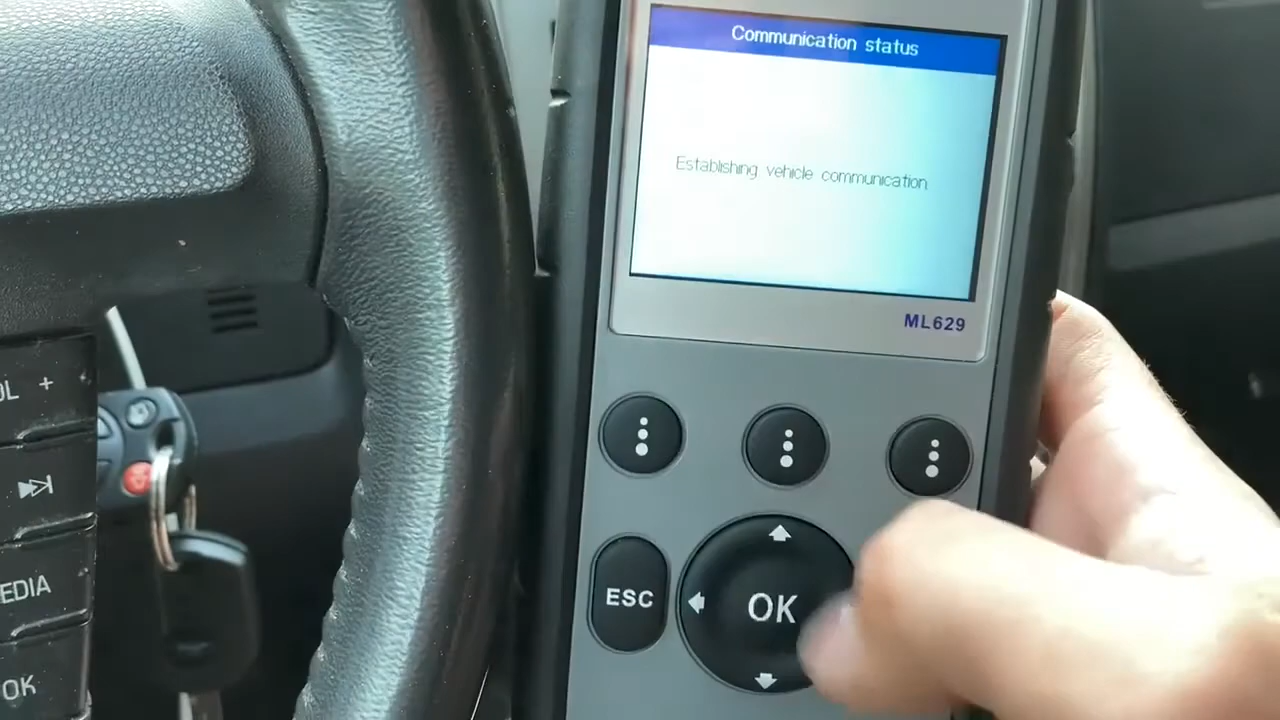 Communication status
Establishing vehicle communication
ML629
ESC
OK
OL +
EDIA
OK